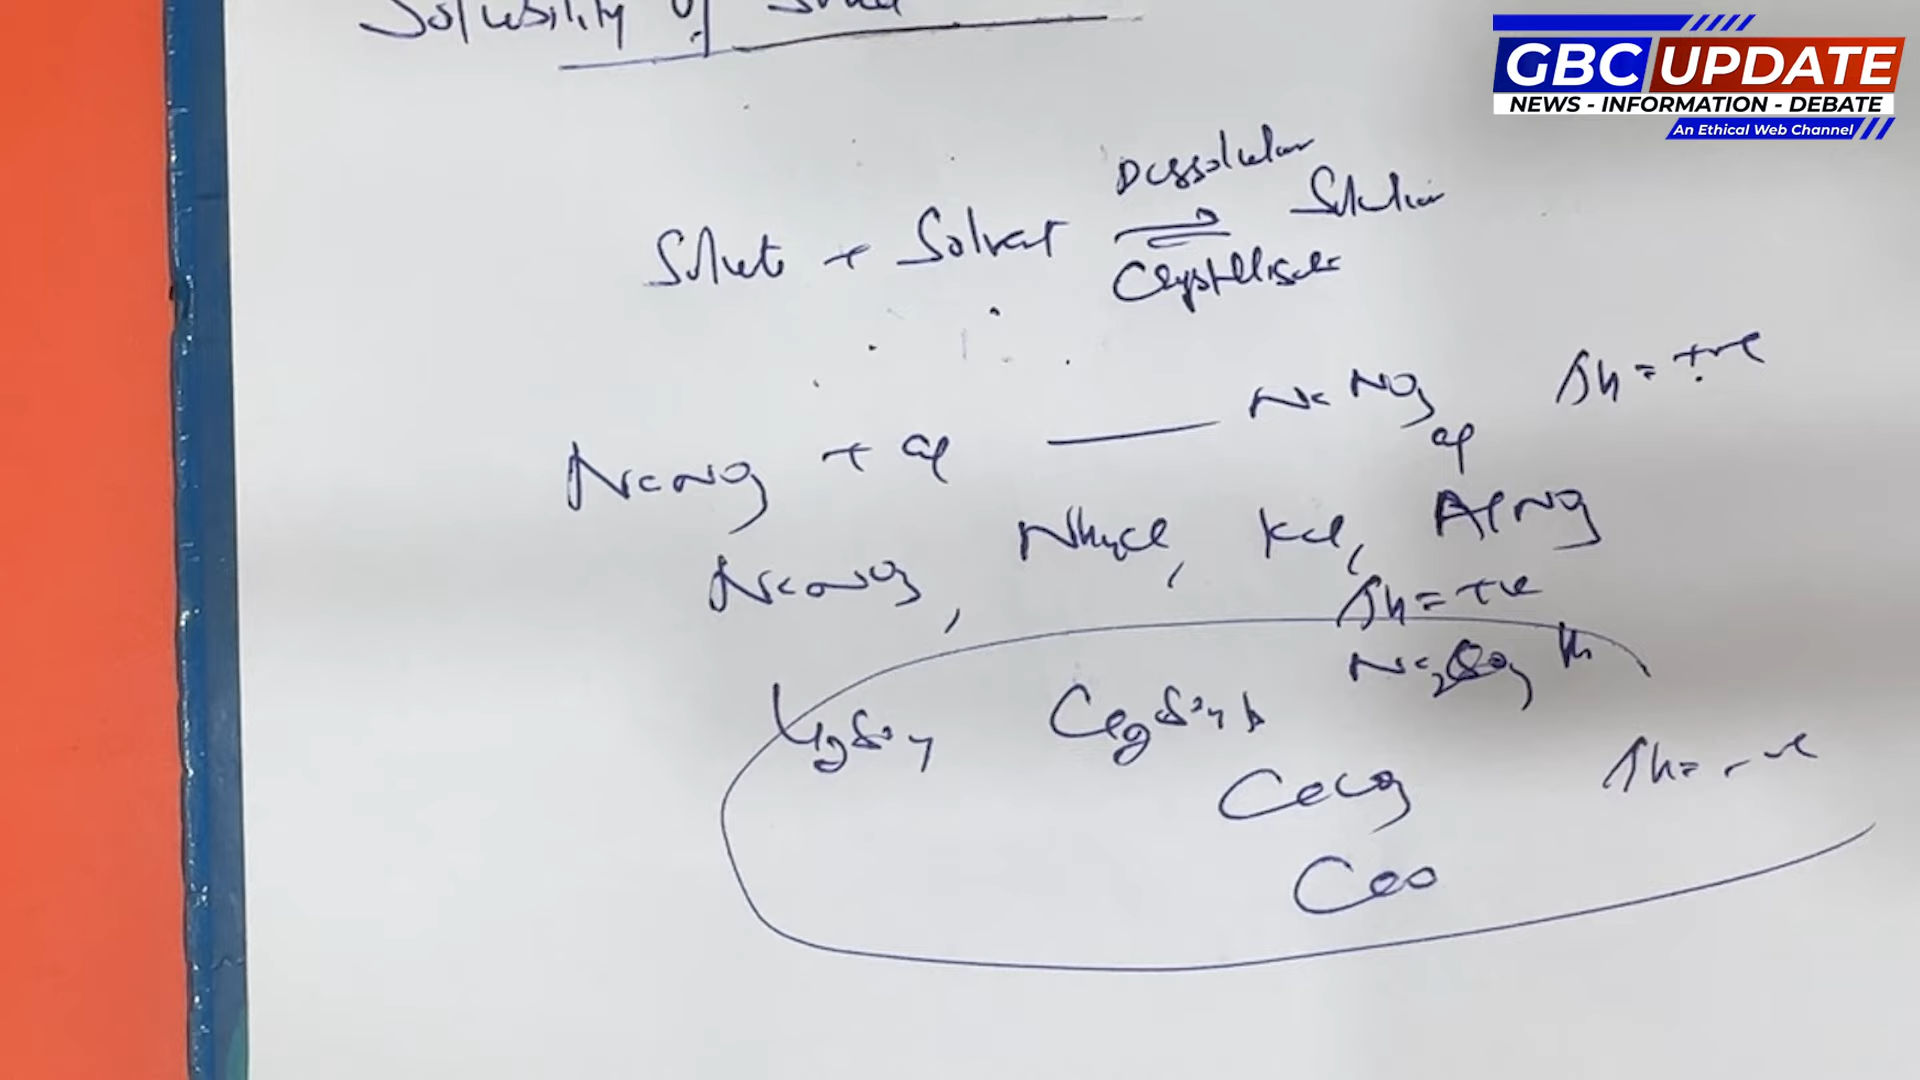 Solubility of
GBC UPDATE
NEWS - INFORMATION - DEBATE
An Ethical Web Channel
Dissolution
Solute + Solvent ⇌ Solution
Crystallisation
NaNO3 + aq — NaNO3 aq Δh = +ve
NaNO3, NH4Cl, KCl, AgNO3
Δh = +ve
Li2SO4 Na2CO3
Δh = -ve
CaO